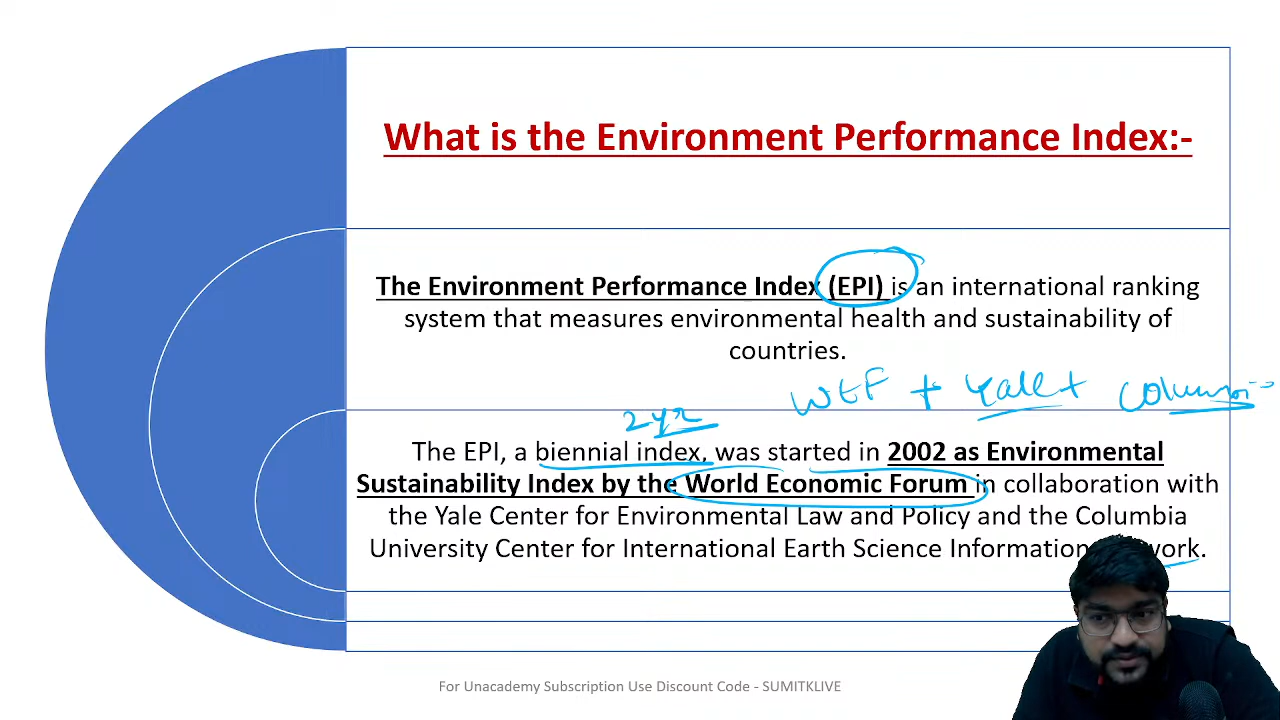 What is the Environment Performance Index:-
The Environment Performance Index (EPI) is an international ranking
system that measures environmental health and sustainability of
countries.
WEF + Yale +
2 yr
The EPI, a biennial index, was started in 2002 as Environmental
Sustainability Index by the World Economic Forum in collaboration with
the Yale Center for Environmental Law and Policy and the Columbia
University Center for International Earth Science Information work.
For Unacademy Subscription Use Discount Code - SUMITKLIVE